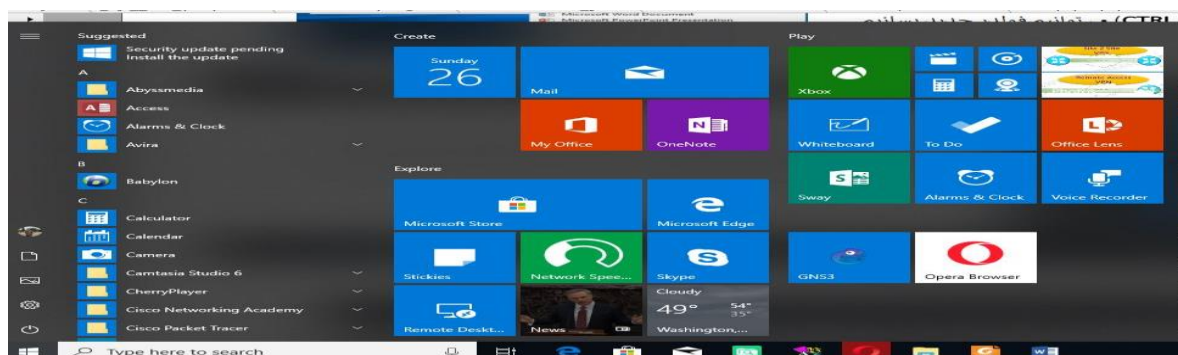 Microsoft Word Document
Microsoft PowerPoint Presentation
Suggested
Security update pending
Install the update
A
Abyssmedia
Access
Alarms & Clock
Avira
B
Babylon
C
Calculator
Calendar
Camera
Camtasia Studio 6
CherryPlayer
Cisco Networking Academy
Cisco Packet Tracer
Create
Sunday
26
Mail
My Office
OneNote
Explore
Microsoft Store
Microsoft Edge
Stickies
Network Spee...
Skype
Remote Deskt...
News
Cloudy
49° 54°
35°
Washington,...
Play
Xbox
Whiteboard
To Do
Office Lens
Sway
Alarms & Clock
Voice Recorder
GNS3
Opera Browser
Type here to search